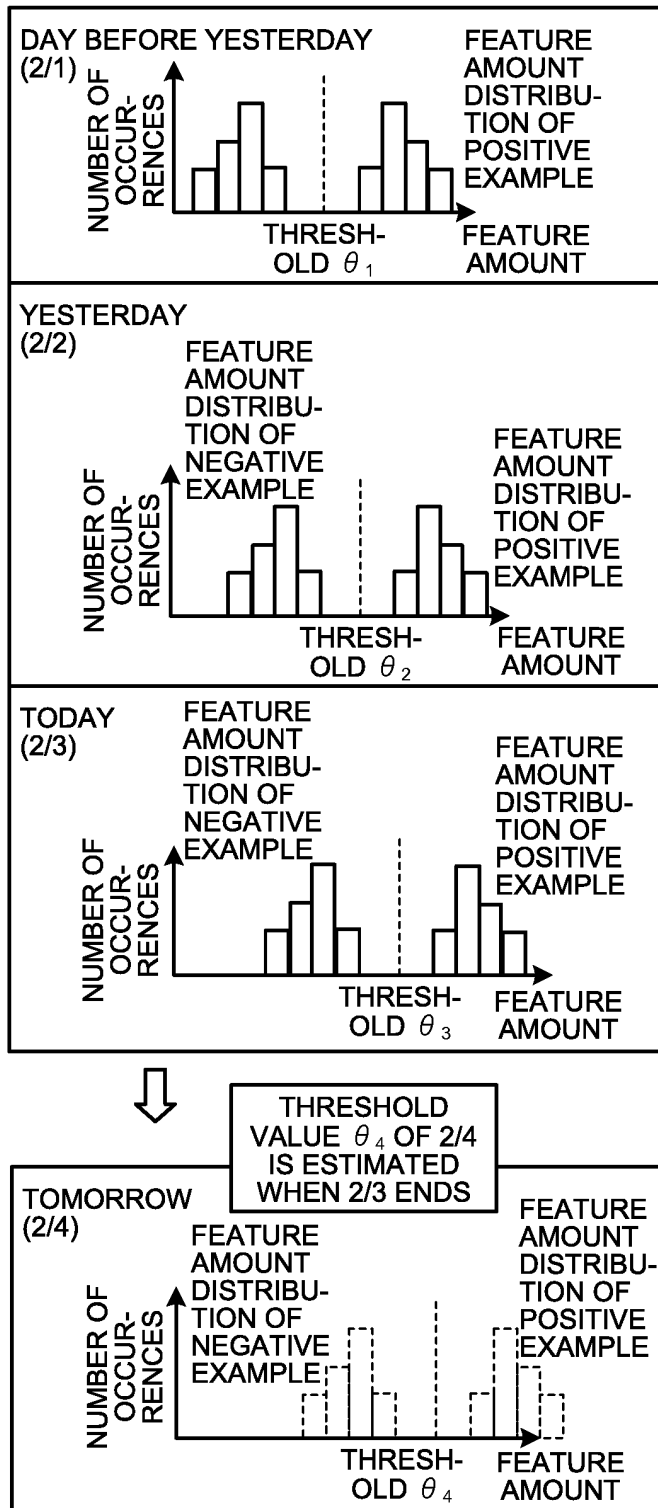 DAY BEFORE YESTERDAY
(2/1)
FEATURE
AMOUNT
DISTRIBU-
TION OF
POSITIVE
EXAMPLE
NUMBER OF
OCCUR-
RENCES
THRESH-
OLD θ1
FEATURE
AMOUNT
YESTERDAY
(2/2)
FEATURE
AMOUNT
DISTRIBU-
TION OF
NEGATIVE
EXAMPLE
FEATURE
AMOUNT
DISTRIBU-
TION OF
POSITIVE
EXAMPLE
NUMBER OF
OCCUR-
RENCES
THRESH-
OLD θ2
FEATURE
AMOUNT
TODAY
(2/3)
FEATURE
AMOUNT
DISTRIBU-
TION OF
NEGATIVE
EXAMPLE
FEATURE
AMOUNT
DISTRIBU-
TION OF
POSITIVE
EXAMPLE
NUMBER OF
OCCUR-
RENCES
THRESH-
OLD θ3
FEATURE
AMOUNT
THRESHOLD
VALUE θ4 OF 2/4
IS ESTIMATED
WHEN 2/3 ENDS
TOMORROW
(2/4)
FEATURE
AMOUNT
DISTRIBU-
TION OF
NEGATIVE
EXAMPLE
FEATURE
AMOUNT
DISTRIBU-
TION OF
POSITIVE
EXAMPLE
NUMBER OF
OCCUR-
RENCES
THRESH-
OLD θ4
FEATURE
AMOUNT